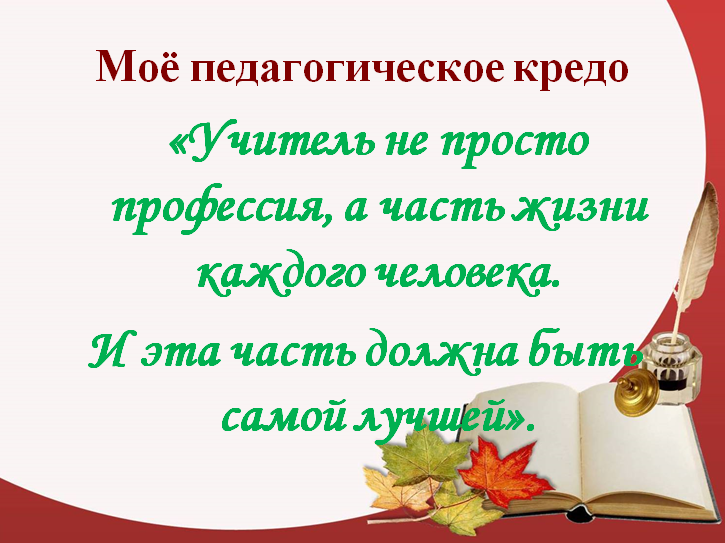 Моё педагогическое кредо
«Учитель не просто
профессия, а часть жизни
каждого человека.
И эта часть должна быть
самой лучшей».